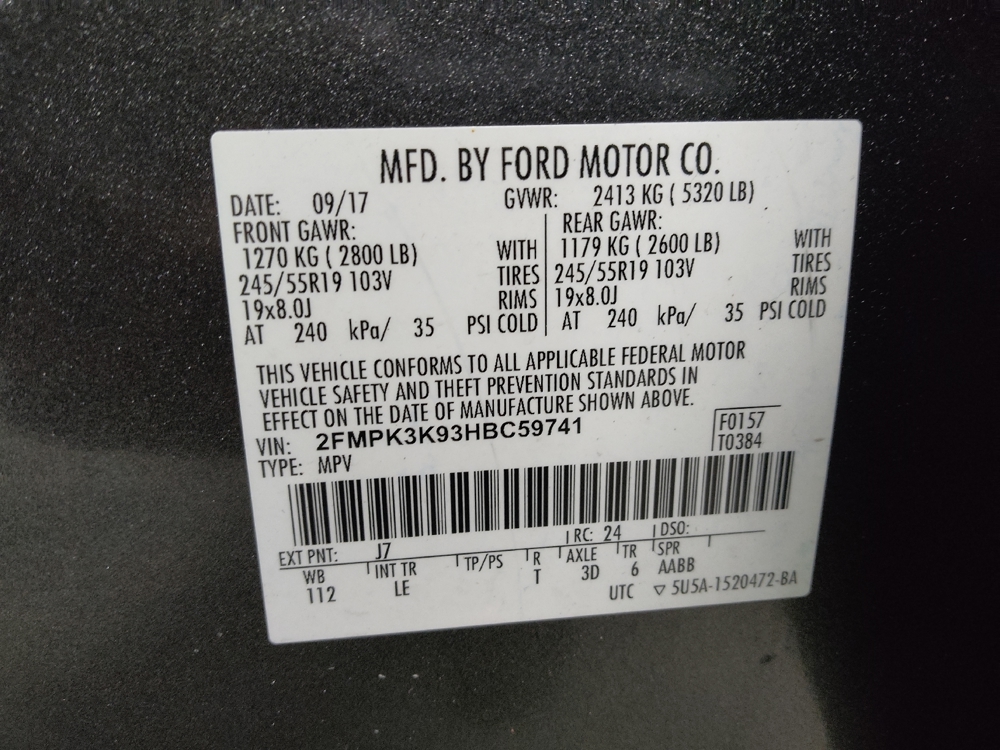 MFD. BY FORD MOTOR CO.
DATE: 09/17 GVWR: 2413 KG ( 5320 LB)
FRONT GAWR: REAR GAWR:
1270 KG ( 2800 LB) WITH 1179 KG ( 2600 LB) WITH
245/55R19 103V TIRES 245/55R19 103V TIRES
19x8.0J RIMS 19x8.0J RIMS
AT 240 kPa/ 35 PSI COLD AT 240 kPa/ 35 PSI COLD
THIS VEHICLE CONFORMS TO ALL APPLICABLE FEDERAL MOTOR
VEHICLE SAFETY AND THEFT PREVENTION STANDARDS IN
EFFECT ON THE DATE OF MANUFACTURE SHOWN ABOVE.
VIN: 2FMPK3K93HBC59741 F0157
TYPE: MPV T0384
EXT PNT: J7 RC: 24 DSO:
WB INT TR TP/PS R AXLE TR SPR
112 LE T 3D 6 AABB
UTC ▽ 5U5A-1520472-BA